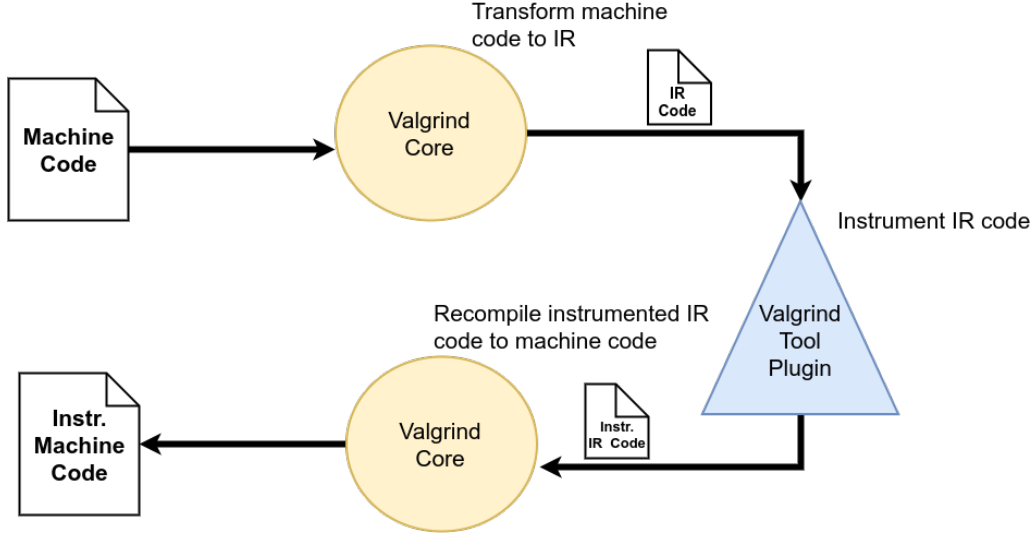 Transform machine
code to IR
Machine
Code
Valgrind
Core
IR
Code
Instrument IR code
Valgrind
Tool
Plugin
Recompile instrumented IR
code to machine code
Instr.
IR Code
Valgrind
Core
Instr.
Machine
Code